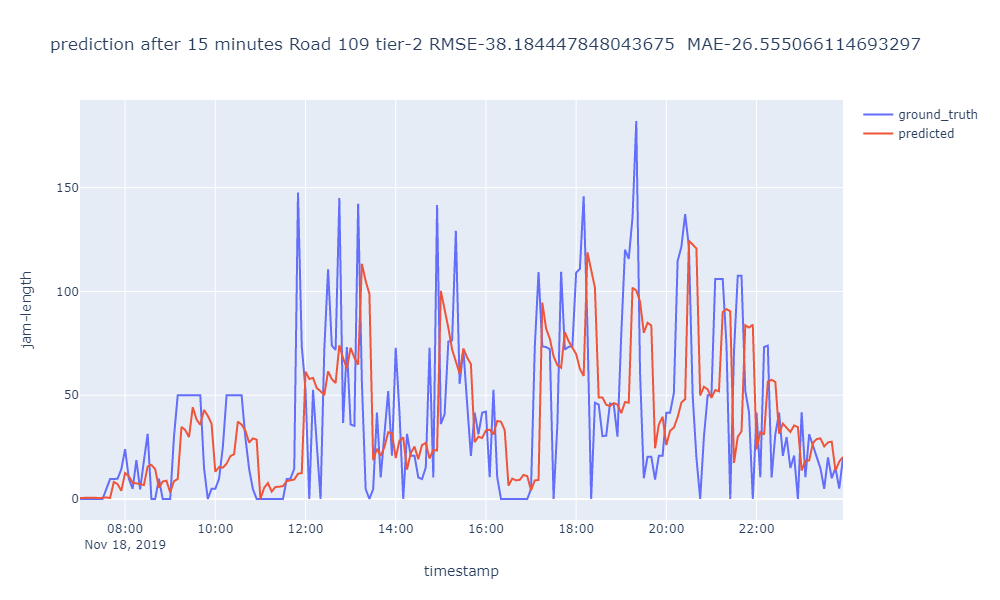 prediction after 15 minutes Road 109 tier-2 RMSE-38.184447848043675 MAE-26.555066114693297
ground_truth
predicted
150
100
50
0
jam-length
08:00 10:00 12:00 14:00 16:00 18:00 20:00 22:00
Nov 18, 2019
timestamp